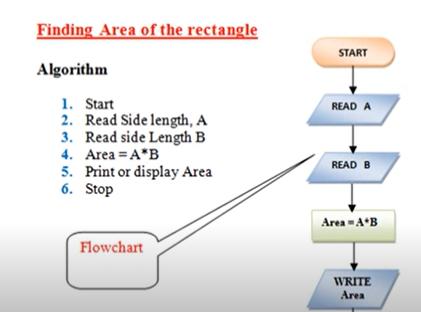 Finding Area of the rectangle
Algorithm
1. Start
2. Read Side length, A
3. Read side Length B
4. Area = A*B
5. Print or display Area
6. Stop
Flowchart
START
READ A
READ B
Area = A*B
WRITE
Area